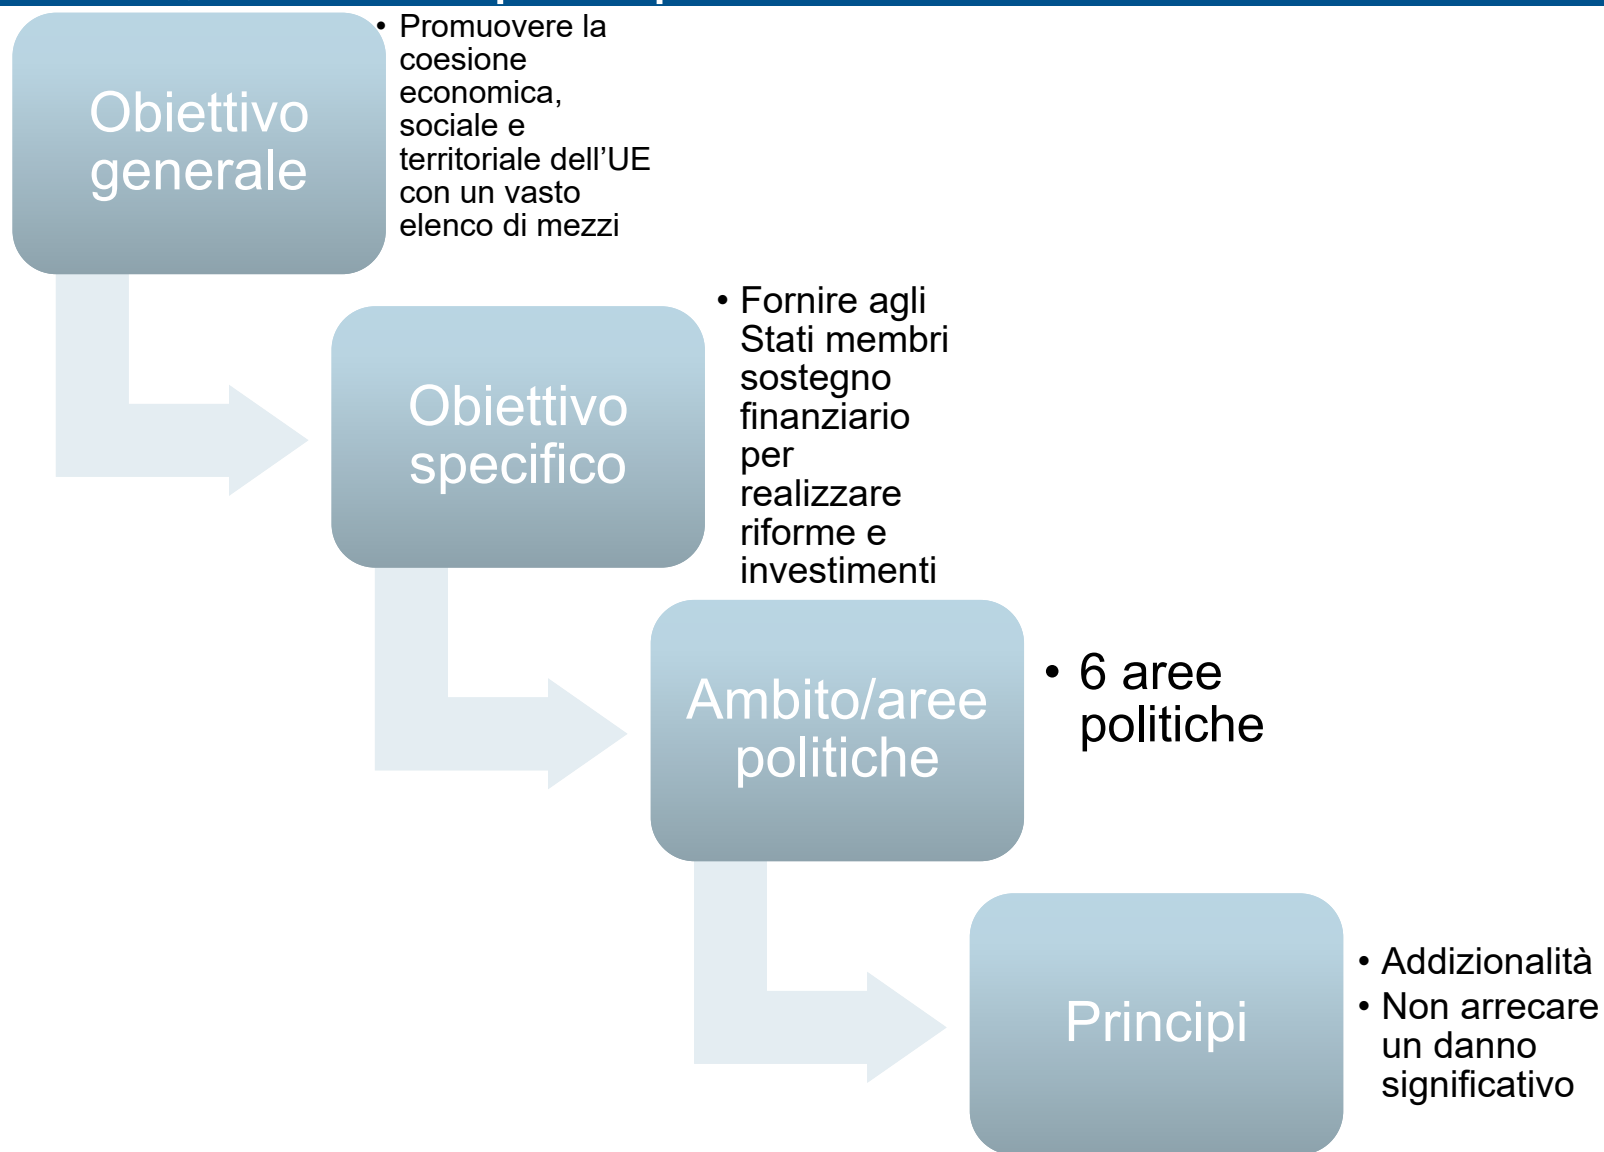 Obiettivo
generale
• Promuovere la
coesione
economica,
sociale e
territoriale dell’UE
con un vasto
elenco di mezzi
Obiettivo
specifico
• Fornire agli
Stati membri
sostegno
finanziario
per
realizzare
riforme e
investimenti
Ambito/aree
politiche
• 6 aree
politiche
Principi
• Addizionalità
• Non arrecare
un danno
significativo